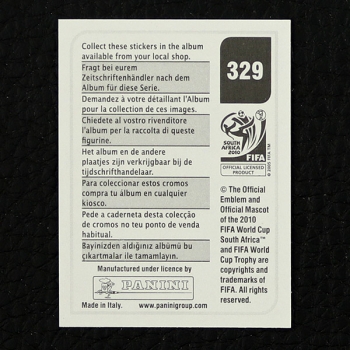 Collect these stickers in the album
available from your local shop.
Fragt bei eurem
Zeitschriftenhändler nach dem
Album für diese Serie.
Demandez à votre détaillant l'Album
pour la collection de ces images.
Chiedete al vostro rivenditore
l'album per la raccolta di queste
figurine.
Het album en de andere
plaatjes zijn verkrijgbaar bij de
tijdschrifthandelaar.
Para coleccionar estos cromos
compra tu álbum en cualquier
kiosco.
Pede a caderneta desta colecção
de cromos no teu ponto de venda
habitual.
Bayinizden aldığınız albümü bu
çıkartmalar ile tamamlayın.
Manufactured under licence by
PANINI
Made in Italy. www.paninigroup.com
329
SOUTH AFRICA
2010
FIFA
© 2005 FIFA TM
OFFICIAL LICENSED
PRODUCT
© The Official
Emblem and
Official Mascot
of the 2010
FIFA World Cup
South Africa™
and FIFA World
Cup Trophy are
copyrights and
trademarks of
FIFA. All rights
reserved.